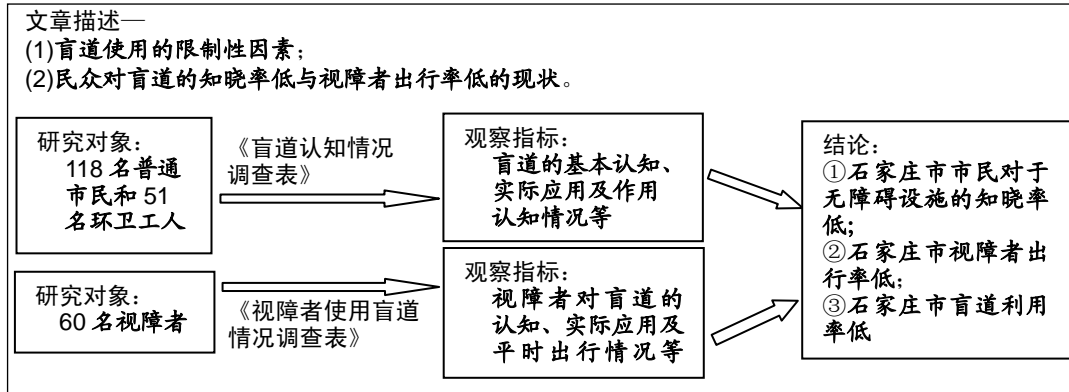 文章描述—
(1)盲道使用的限制性因素；
(2)民众对盲道的知晓率低与视障者出行率低的现状。
研究对象：
118 名普通
市民和 51
名环卫工人
《盲道认知情况
调查表》
观察指标：
盲道的基本认知、
实际应用及作用
认知情况等
研究对象：
60 名视障者
《视障者使用盲道
情况调查表》
观察指标：
视障者对盲道的
认知、实际应用及
平时出行情况等
结论：
①石家庄市市民对于
无障碍设施的知晓率
低；
②石家庄市视障者出
行率低；
③石家庄市盲道利用
率低